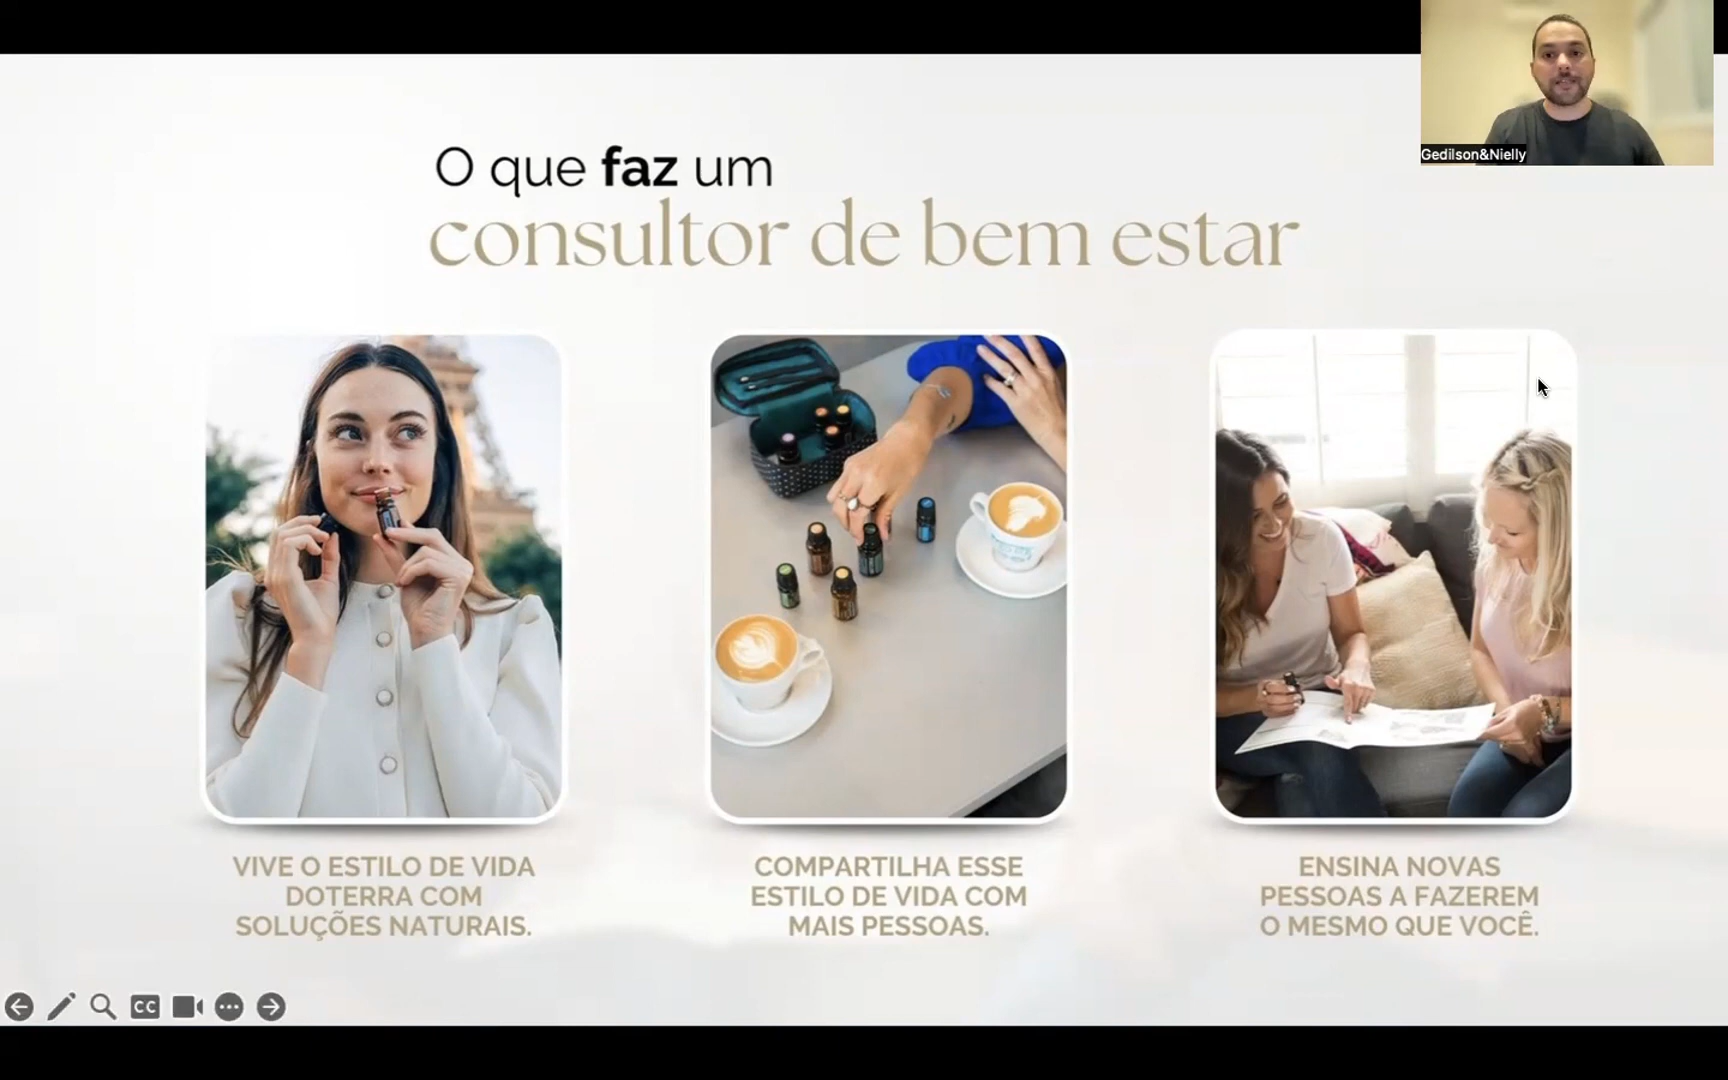 Gedilson&Nielly
O que faz um
consultor de bem estar
VIVE O ESTILO DE VIDA
DOTERRA COM
SOLUÇÕES NATURAIS.
COMPARTILHA ESSE
ESTILO DE VIDA COM
MAIS PESSOAS.
ENSINA NOVAS
PESSOAS A FAZEREM
O MESMO QUE VOCÊ.
CC